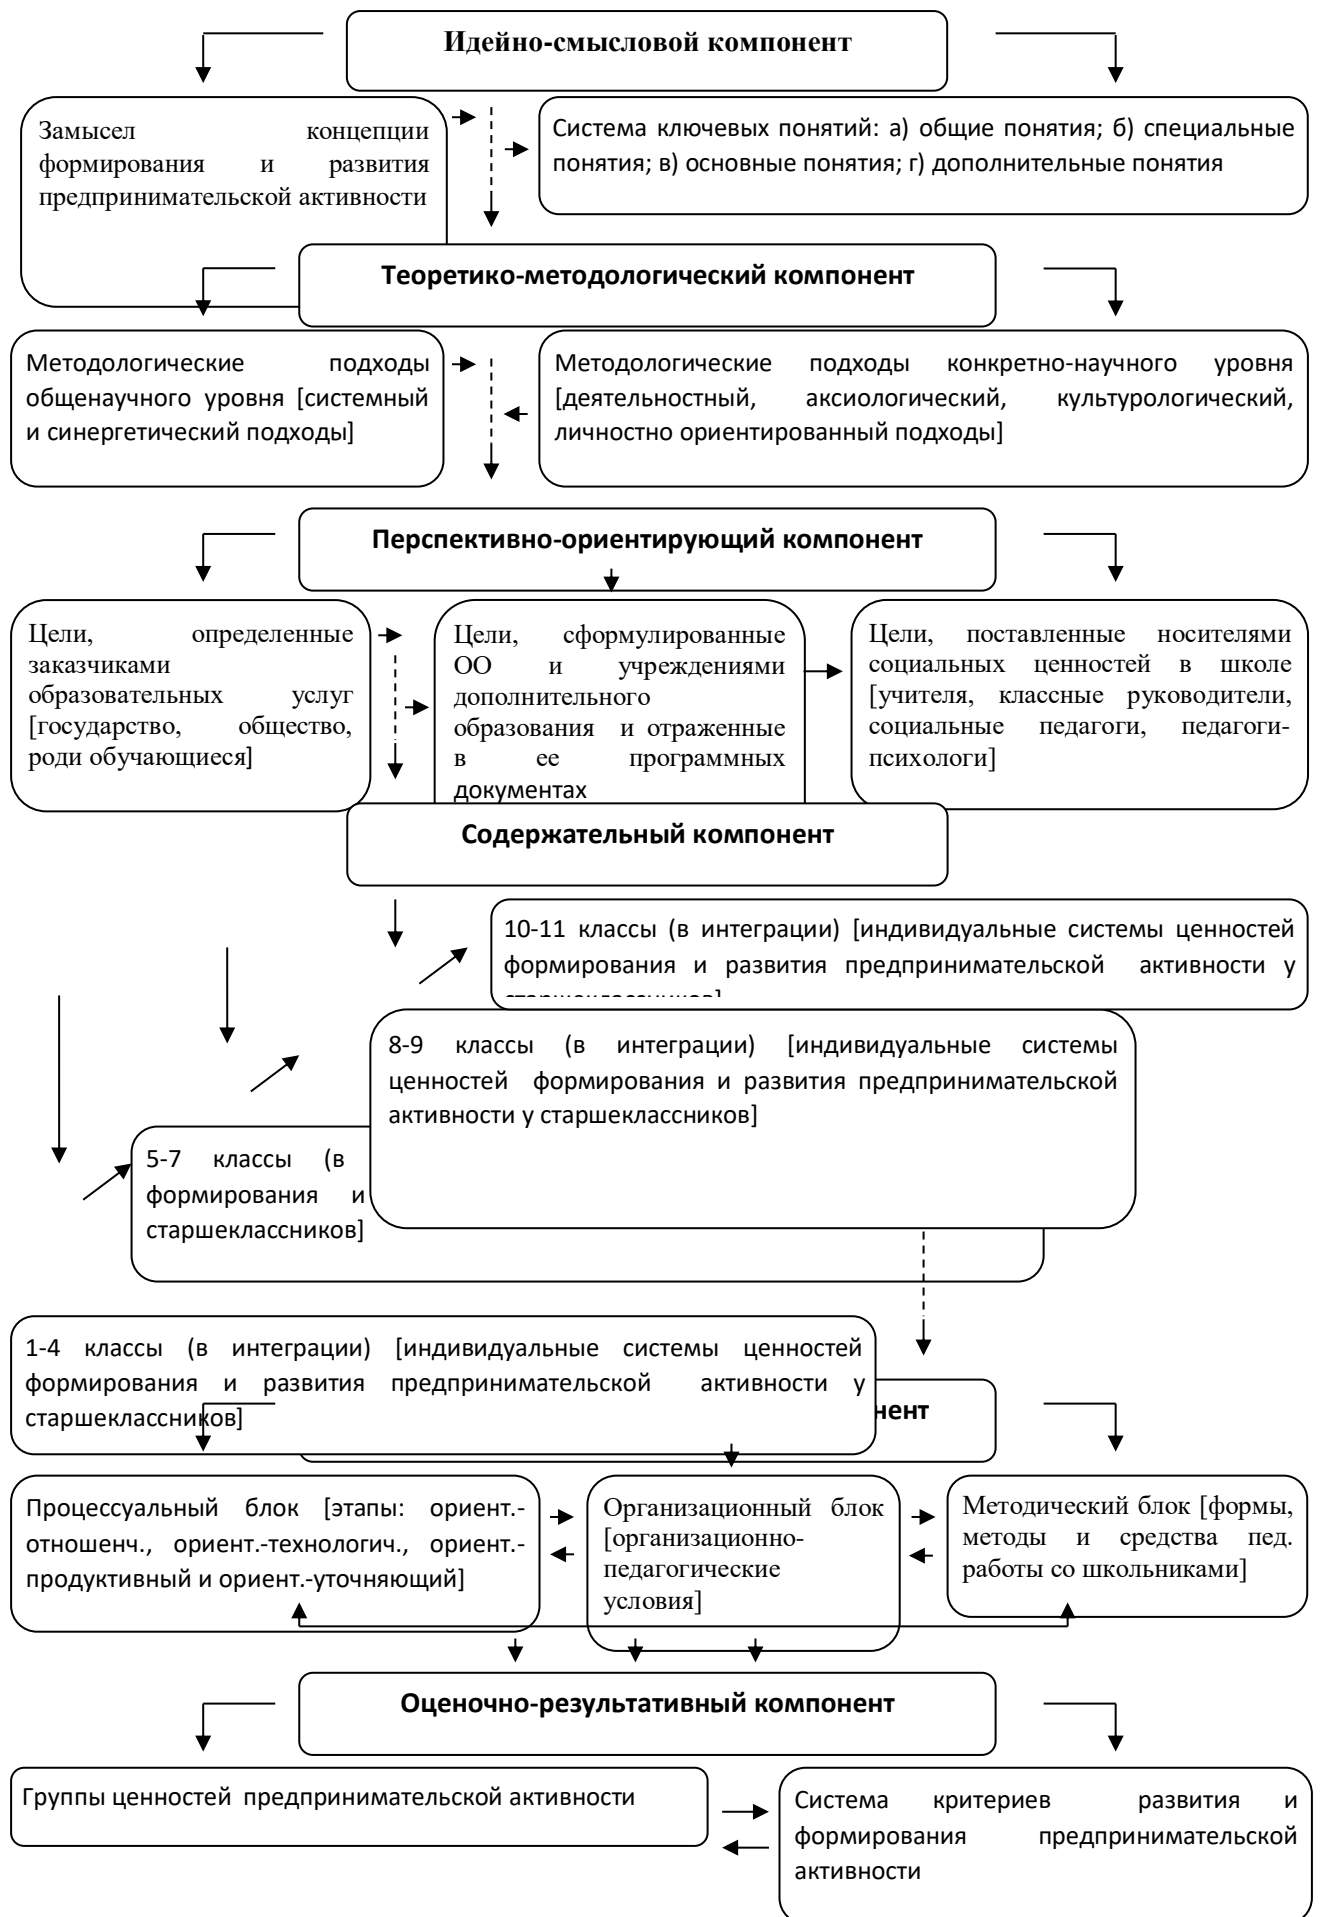 Идейно-смысловой компонент
Замысел концепции
формирования и развития
предпринимательской активности
Система ключевых понятий: а) общие понятия; б) специальные
понятия; в) основные понятия; г) дополнительные понятия
Теоретико-методологический компонент
Методологические подходы
общенаучного уровня [системный
и синергетический подходы]
Методологические подходы конкретно-научного уровня
[деятельностный, аксиологический, культурологический,
личностно ориентированный подходы]
Перспективно-ориентирующий компонент
Цели, определенные
заказчиками
образовательных услуг
[государство, общество,
роди обучающиеся]
Цели, сформулированные
ОО и учреждениями
дополнительного
образования и отраженные
в ее программных
документах
Цели, поставленные носителями
социальных ценностей в школе
[учителя, классные руководители,
социальные педагоги, педагоги-
психологи]
Содержательный компонент
10-11 классы (в интеграции) [индивидуальные системы ценностей
формирования и развития предпринимательской активности у
8-9 классы (в интеграции) [индивидуальные системы
ценностей формирования и развития предпринимательской
активности у старшеклассников]
5-7 классы (в
формирования и
старшеклассников]
1-4 классы (в интеграции) [индивидуальные системы ценностей
формирования и развития предпринимательской активности у
старшеклассников]
Процессуальный блок [этапы: ориент.-
отношенч., ориент.-технологич., ориент.-
продуктивный и ориент.-уточняющий]
Организационный блок
[организационно-
педагогические
условия]
Методический блок [формы,
методы и средства пед.
работы со школьниками]
Оценочно-результативный компонент
Группы ценностей предпринимательской активности
Система критериев развития и
формирования предпринимательской
активности